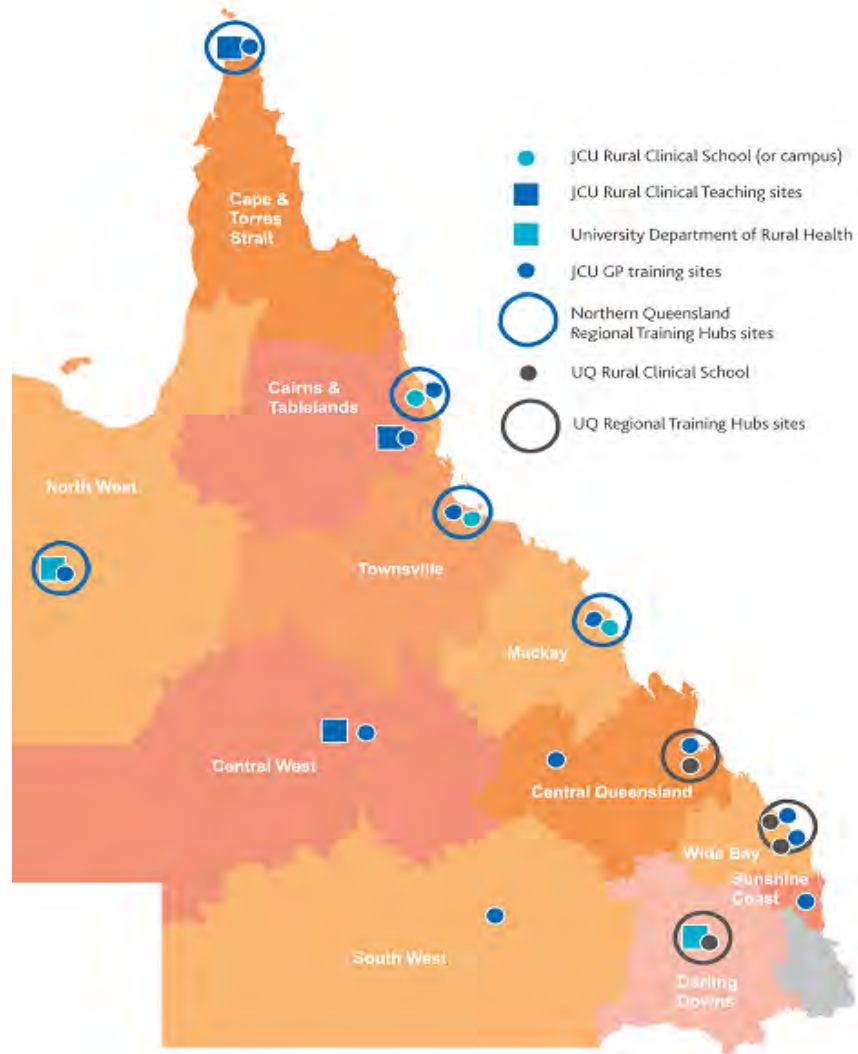 Cape &
Torres
Strait
JCU Rural Clinical School (or campus)
JCU Rural Clinical Teaching sites
University Department of Rural Health
JCU GP training sites
Northern Queensland
Regional Training Hubs sites
UQ Rural Clinical School
UQ Regional Training Hubs sites
Cairns &
Tablelands
North West
Townsville
Mackay
Central West
Central Queensland
Wide Bay
Sunshine
Coast
South West
Darling
Downs